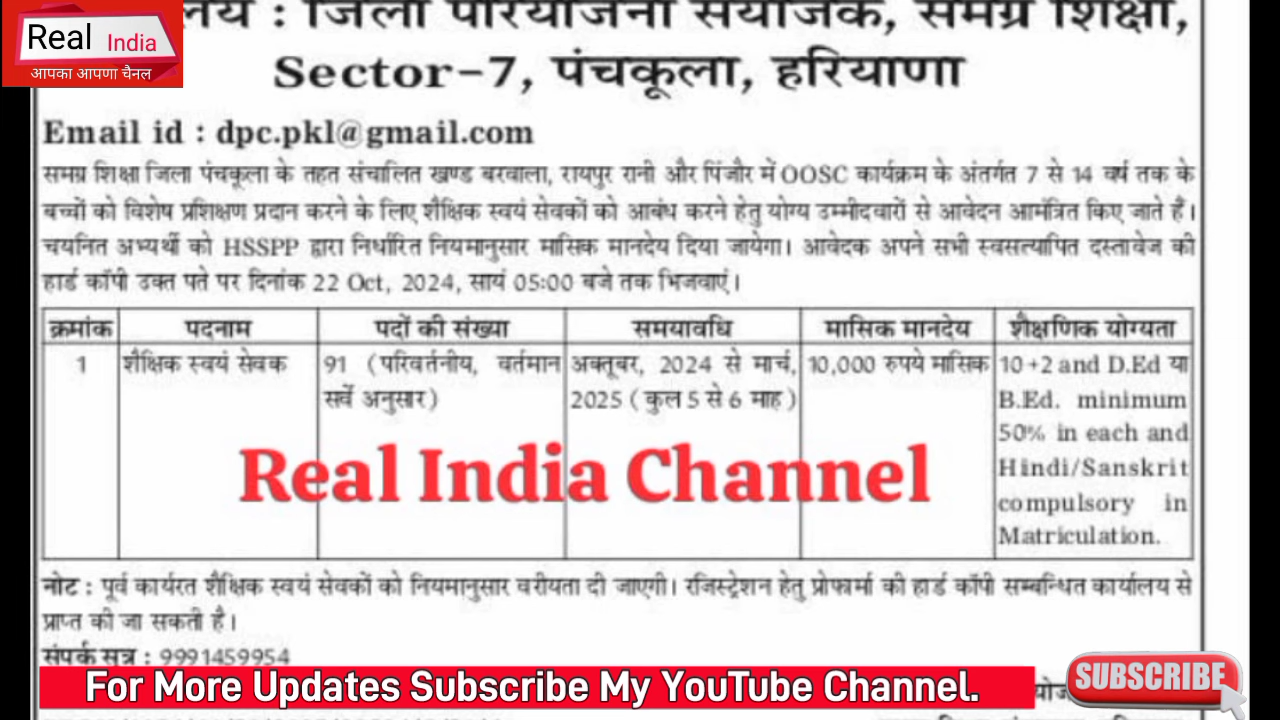 Real India
आपका आपणा चैनल
: जिला परियोजना संयोजक, समग्र शिक्षा,
Sector-7, पंचकूला, हरियाणा
Email id : dpc.pkl@gmail.com
समग्र शिक्षा जिला पंचकूला के तहत संचालित खण्ड बरवाला, रायपुर रानी और पिंजौर में OOSC कार्यक्रम के अंतर्गत 7 से 14 वर्ष तक के
बच्चों को विशेष प्रशिक्षण प्रदान करने के लिए शैक्षिक स्वयं सेवकों को आबंध करने हेतु योग्य उम्मीदवारों से आवेदन आमंत्रित किए जाते हैं।
चयनित अभ्यर्थी को HSSPP द्वारा निर्धारित नियमानुसार मासिक मानदेय दिया जायेगा। आवेदक अपने सभी स्वसत्यापित दस्तावेज की
हार्ड कॉपी उक्त पते पर दिनांक 22 Oct, 2024, सायं 05:00 बजे तक भिजवाएं।
क्रमांक पदनाम पदों की संख्या समयावधि मासिक मानदेय शैक्षणिक योग्यता
1 शैक्षिक स्वयं सेवक 91 (परिवर्तनीय, वर्तमान अक्तूबर, 2024 से मार्च, 10,000 रुपये मासिक 10+2 and D.Ed या
सर्वे अनुसार) 2025 (कुल 5 से 6 माह) B.Ed. minimum
50% in each and
Hindi/Sanskrit
compulsory in
Matriculation.
Real India Channel
नोट : पूर्व कार्यरत शैक्षिक स्वयं सेवकों को नियमानुसार वरीयता दी जाएगी। रजिस्ट्रेशन हेतु प्रोफार्मा की हार्ड कॉपी सम्बन्धित कार्यालय से
प्राप्त की जा सकती है।
संपर्क सूत्र : 9991459954
For More Updates Subscribe My YouTube Channel.
SUBSCRIBE